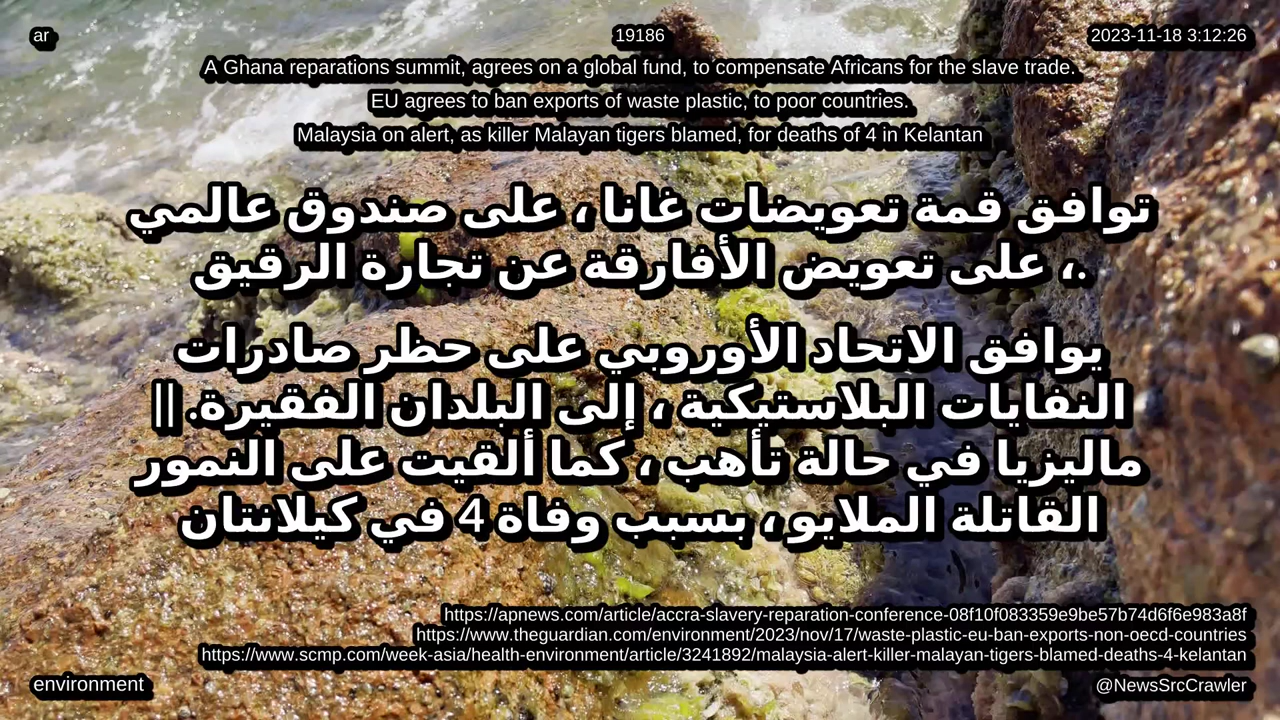 ar
19186
2023-11-18 3:12:26
A Ghana reparations summit, agrees on a global fund, to compensate Africans for the slave trade.
EU agrees to ban exports of waste plastic, to poor countries.
Malaysia on alert, as killer Malayan tigers blamed, for deaths of 4 in Kelantan
توافق قمة تعويضات غانا ، على صندوق عالمي
.، على تعويض الأفارقة عن تجارة الرقيق
يوافق الاتحاد الأوروبي على حظر صادرات
النفايات البلاستيكية ، إلى البلدان الفقيرة. ||
ماليزيا في حالة تأهب ، كما ألقيت على النمور
القاتلة الملايو ، بسبب وفاة 4 في كيلانتان
https://apnews.com/article/accra-slavery-reparation-conference-08f10f083359e9be57b74d6f6e983a8f
https://www.theguardian.com/environment/2023/nov/17/waste-plastic-eu-ban-exports-non-oecd-countries
https://www.scmp.com/week-asia/health-environment/article/3241892/malaysia-alert-killer-malayan-tigers-blamed-deaths-4-kelantan
environment
@NewsSrcCrawler